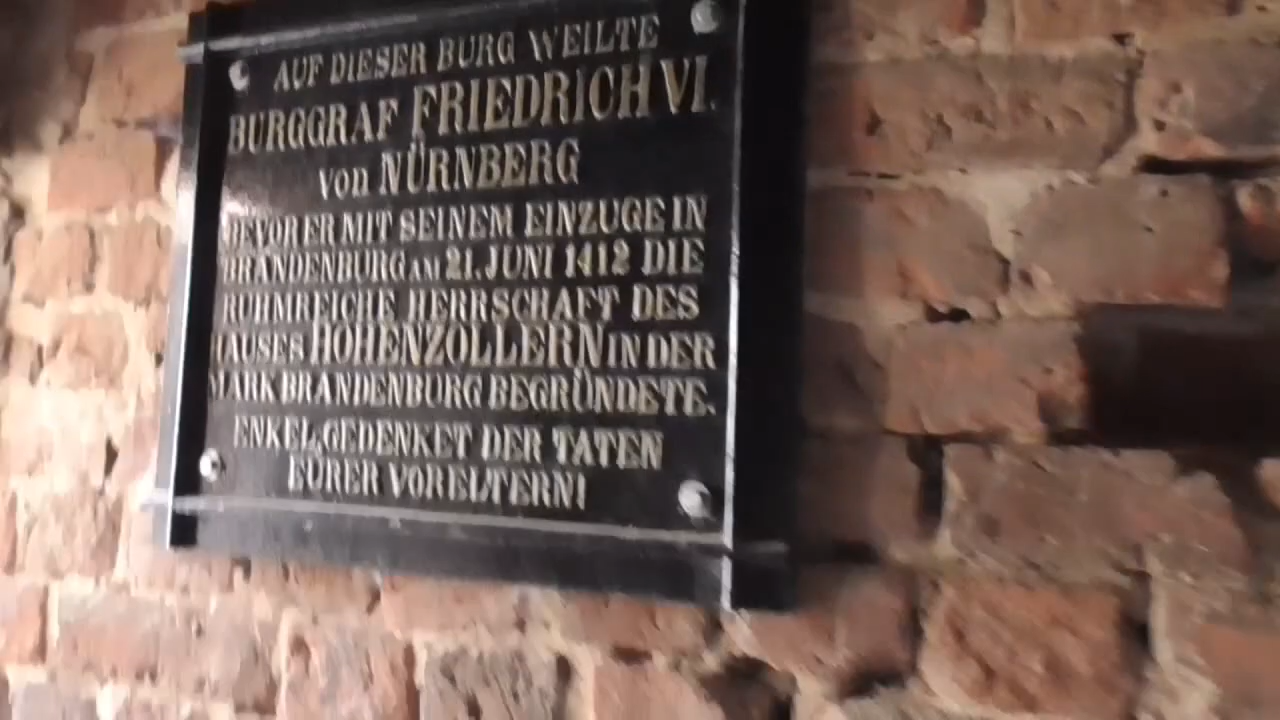 AUF DIESER BURG WEILTE
BURGGRAF FRIEDRICH VI.
von NÜRNBERG
BEVOR ER MIT SEINEM EINZUGE IN
BRANDENBURG AM 21. JUNI 1412 DIE
RUHMREICHE HERRSCHAFT DES
HAUSES HOHENZOLLERN IN DER
MARK BRANDENBURG BEGRÜNDETE.
ENKEL, GEDENKET DER TATEN
EURER VORELTERN!